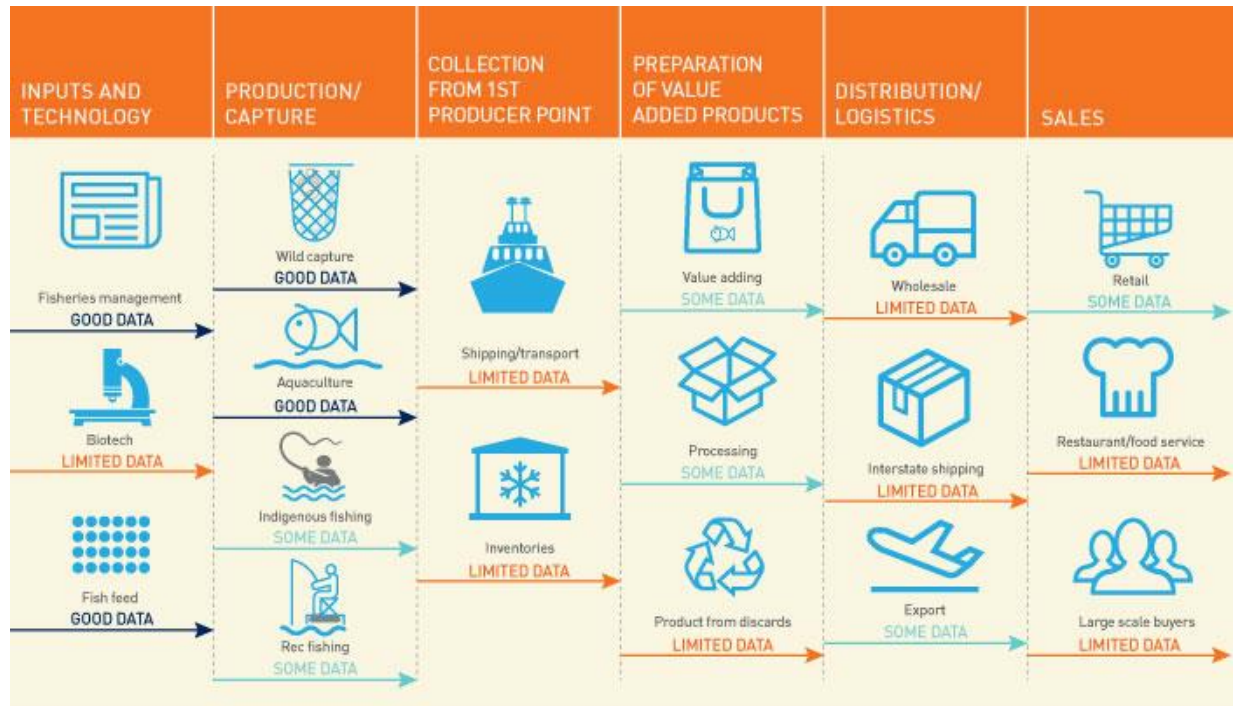 INPUTS AND
TECHNOLOGY
PRODUCTION/
CAPTURE
COLLECTION
FROM 1ST
PRODUCER POINT
PREPARATION
OF VALUE
ADDED PRODUCTS
DISTRIBUTION/
LOGISTICS
SALES
Fisheries management
GOOD DATA
Biotech
LIMITED DATA
Fish feed
GOOD DATA
Wild capture
GOOD DATA
Aquaculture
GOOD DATA
Indigenous fishing
SOME DATA
Rec fishing
SOME DATA
Shipping/transport
LIMITED DATA
Inventories
LIMITED DATA
Value adding
SOME DATA
Processing
SOME DATA
Product from discards
LIMITED DATA
Wholesale
LIMITED DATA
Interstate shipping
LIMITED DATA
Export
SOME DATA
Retail
SOME DATA
Restaurant/food service
LIMITED DATA
Large scale buyers
LIMITED DATA